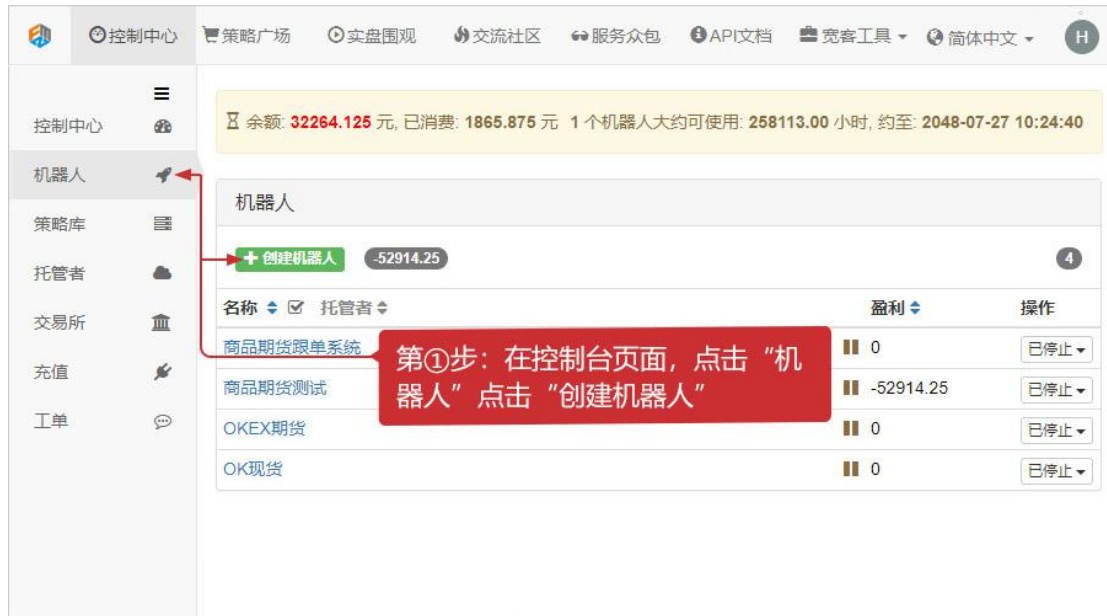 控制中心 策略广场 实盘围观 交流社区 服务众包 API文档 宽客工具 简体中文 H
控制中心
机器人
策略库
托管者
交易所
充值
工单
余额: 32264.125 元, 已消费: 1865.875 元 1 个机器人大约可使用: 258113.00 小时, 约至: 2048-07-27 10:24:40
机器人
创建机器人 -52914.25 4
名称 托管者 盈利 操作
商品期货跟单系统 0 已停止
商品期货测试 -52914.25 已停止
OKEX期货 0 已停止
OK现货 0 已停止
第①步：在控制台页面，点击“机
器人”点击“创建机器人”